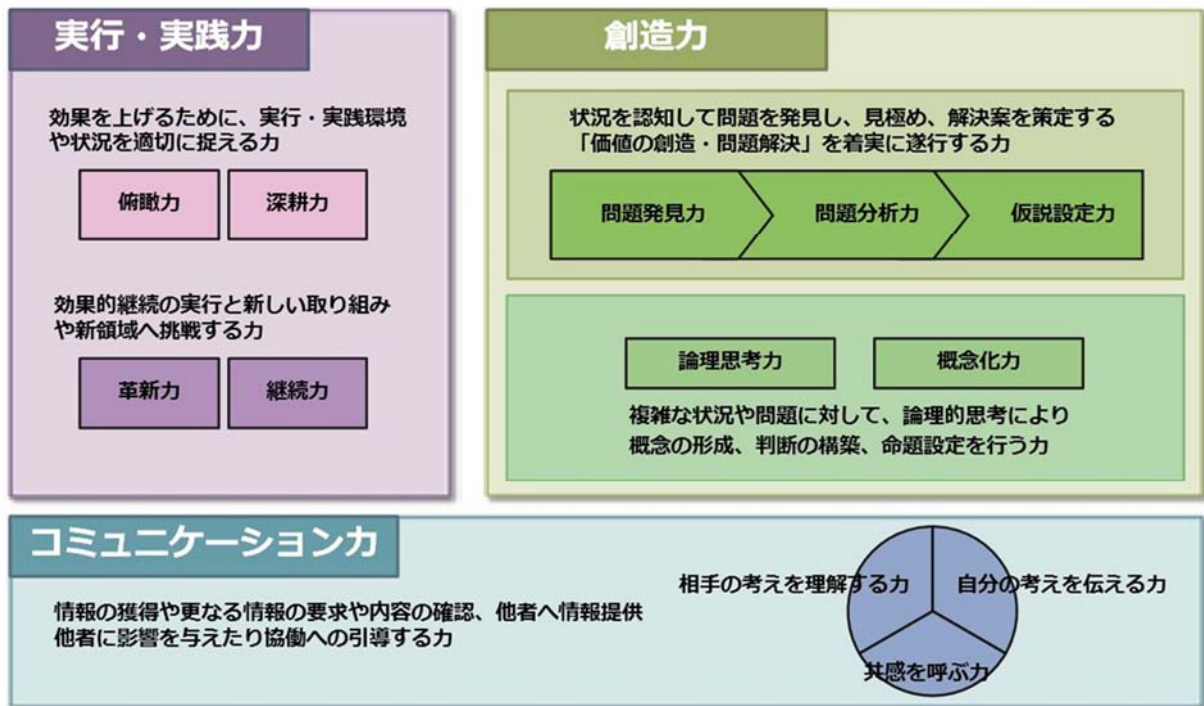 実行・実践力
効果を上げるために、実行・実践環境
や状況を適切に捉える力
俯瞰力
深耕力
効果的継続の実行と新しい取り組み
や新領域へ挑戦する力
革新力
継続力
創造力
状況を認知して問題を発見し、見極め、解決案を策定する
「価値の創造・問題解決」を着実に遂行する力
問題発見力
問題分析力
仮説設定力
論理思考力
概念化力
複雑な状況や問題に対して、論理的思考により
概念の形成、判断の構築、命題設定を行う力
コミュニケーション力
情報の獲得や更なる情報の要求や内容の確認、他者へ情報提供
他者に影響を与えたり協働への引導する力
相手の考えを理解する力
自分の考えを伝える力
共感を呼ぶ力